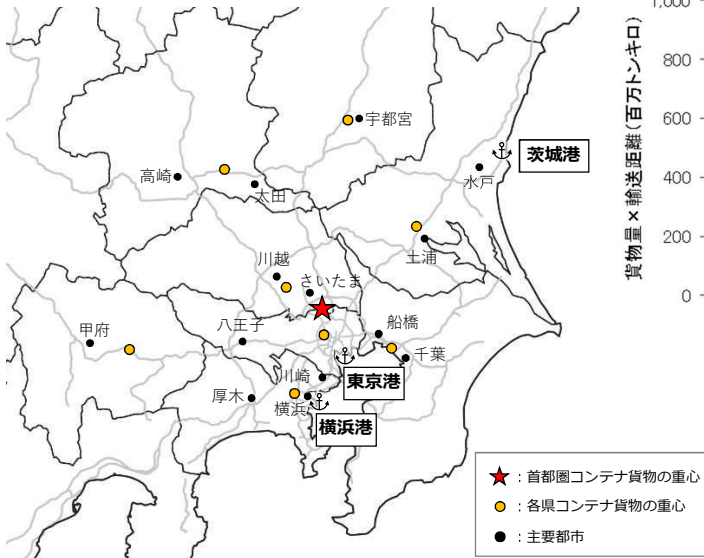 1,000
800
600
400
200
0
貨物量×輸送距離(百万トンキロ)
宇都宮
茨城港
高崎
太田
水戸
土浦
川越
さいたま
甲府
八王子
船橋
千葉
川崎
東京港
厚木
横浜
横浜港
:首都圏コンテナ貨物の重心
:各県コンテナ貨物の重心
:主要都市